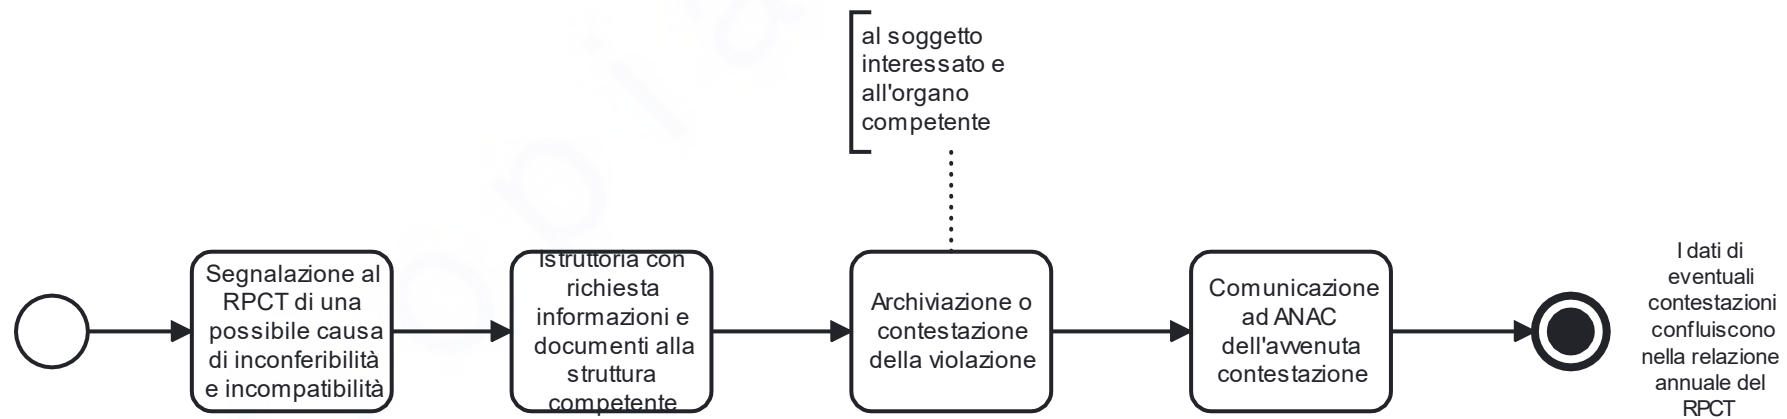 al soggetto
interessato e
all'organo
competente
Segnalazione al
RPCT di una
possibile causa
di inconferibilità
e incompatibilità
Istruttoria con
richiesta
informazioni e
documenti alla
struttura
competente
Archiviazione o
contestazione
della violazione
Comunicazione
ad ANAC
dell'avvenuta
contestazione
I dati di
eventuali
contestazioni
confluiscono
nella relazione
annuale del
RPCT